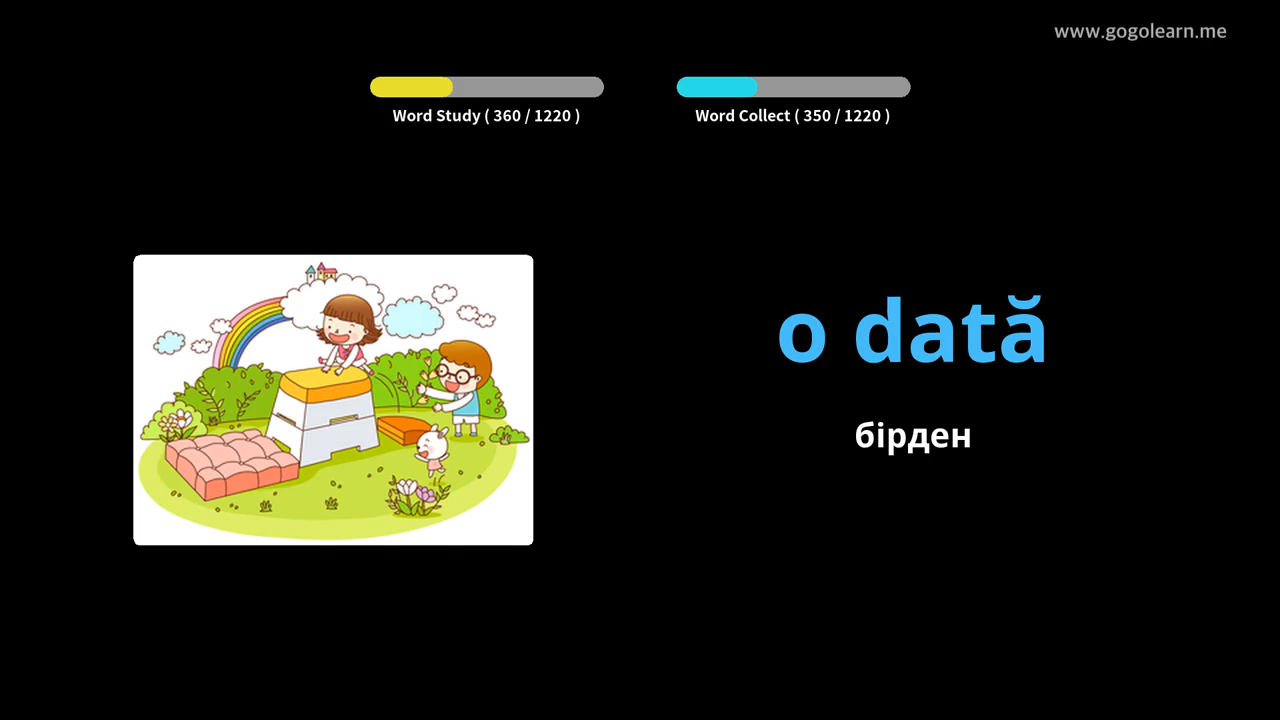 www.gogolearn.me
Word Study ( 360 / 1220 )
Word Collect ( 350 / 1220 )
o dată
бірден